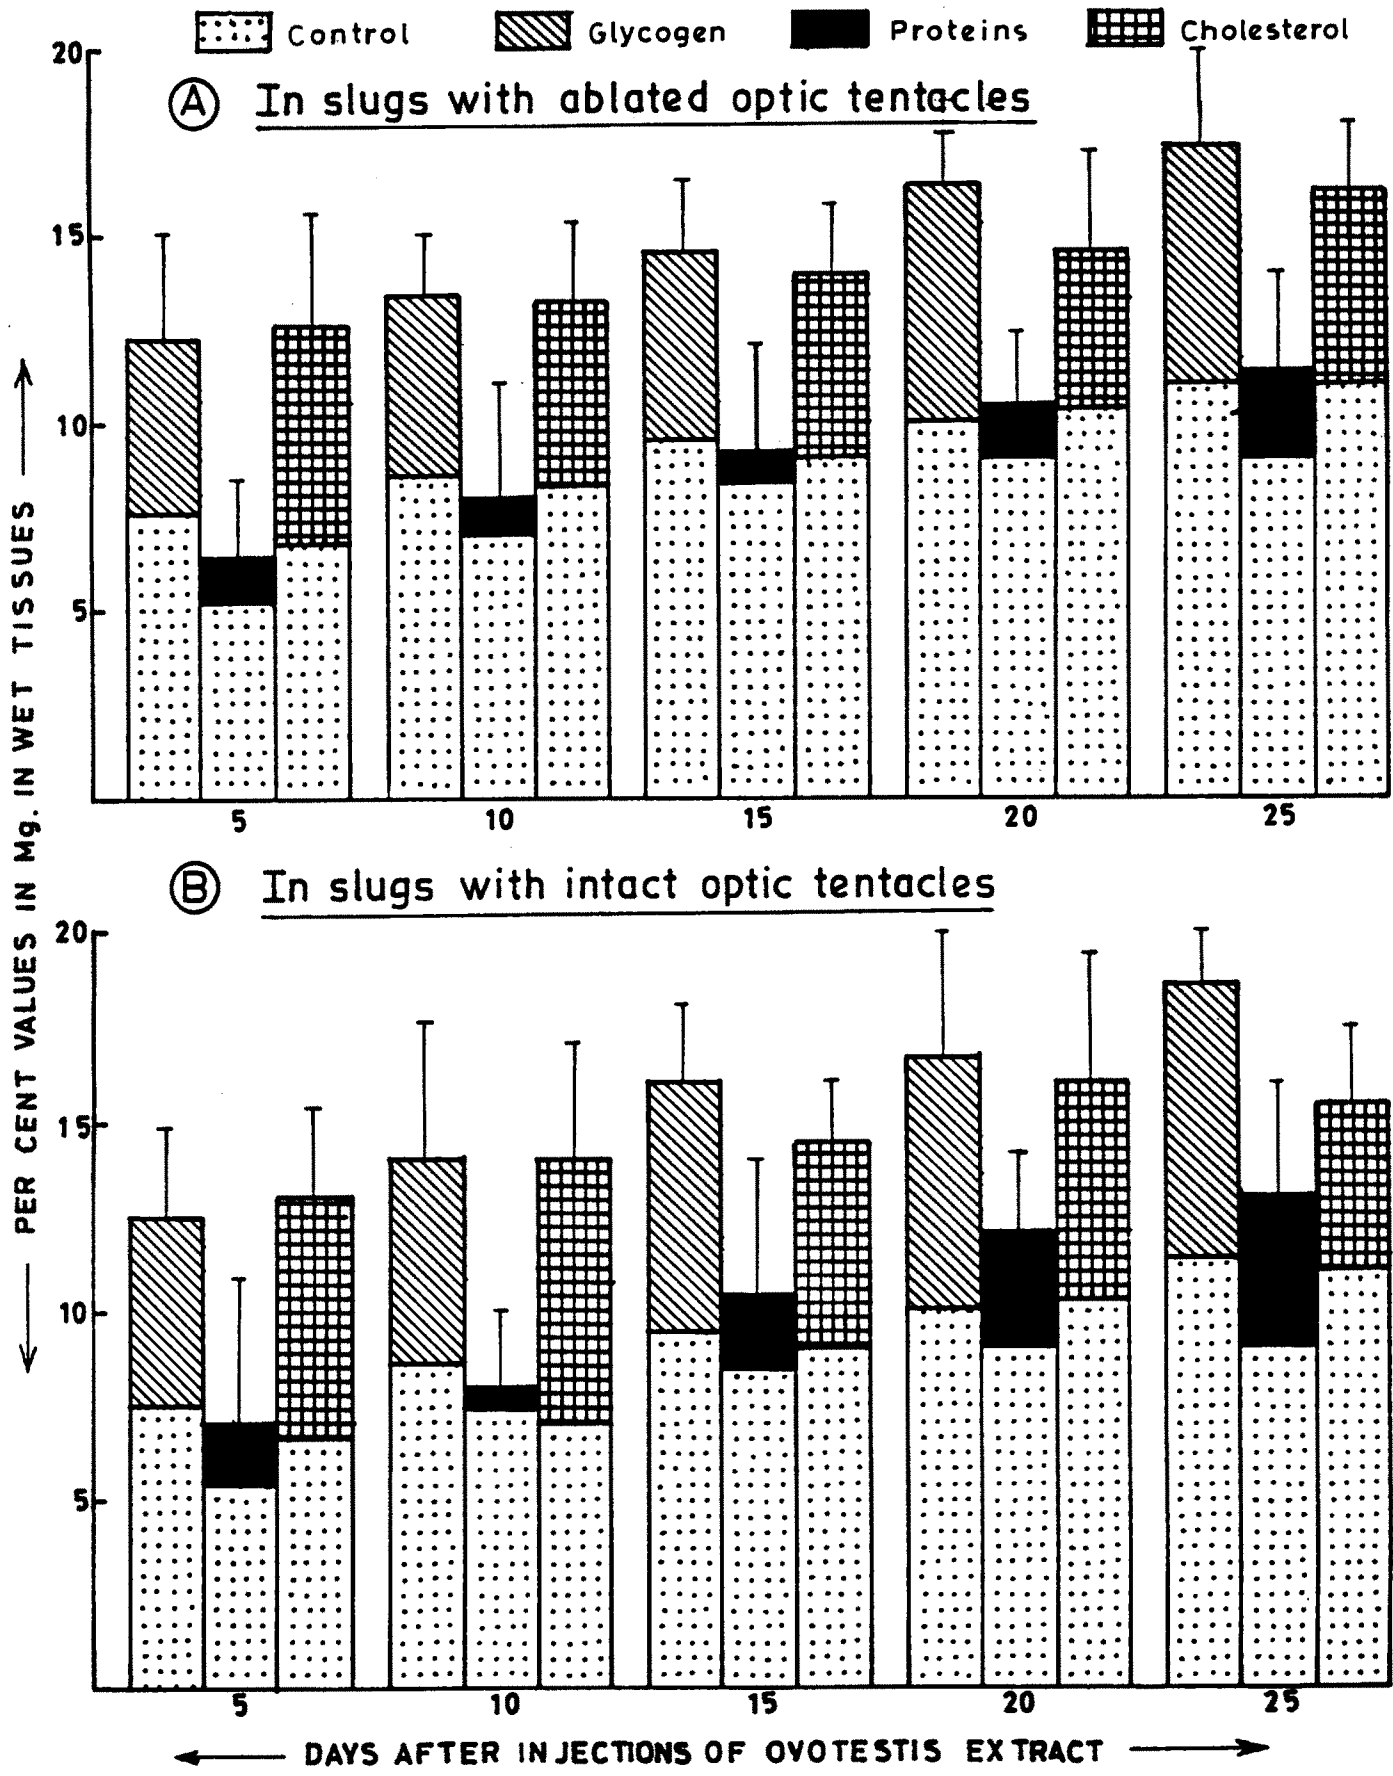 Control Glycogen Proteins Cholesterol
A In slugs with ablated optic tentacles
20
15
10
5
5 10 15 20 25
B In slugs with intact optic tentacles
20
15
10
5
5 10 15 20 25
PER CENT VALUES IN Mg. IN WET TISSUES
DAYS AFTER INJECTIONS OF OVOTESTIS EXTRACT